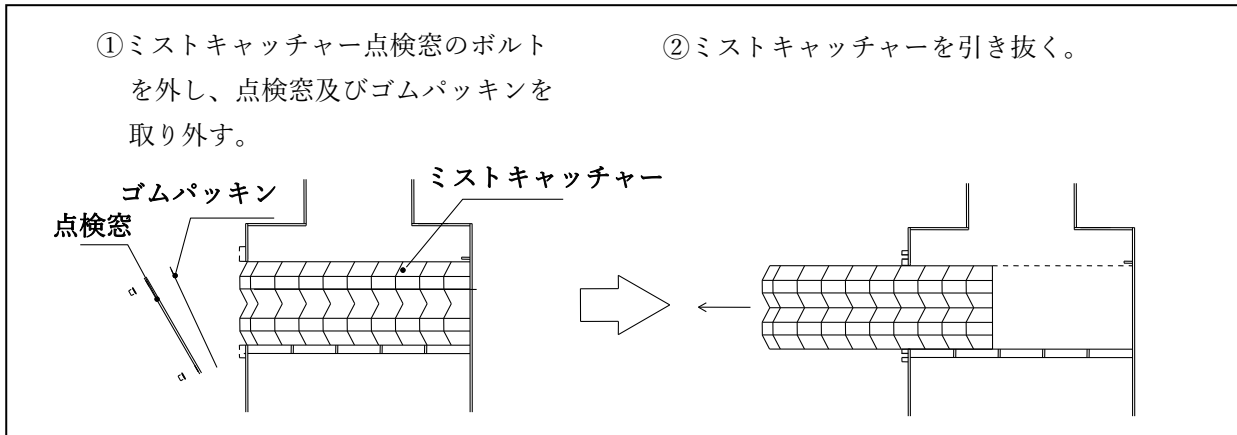 ①ミストキャッチャー点検窓のボルト
を外し、点検窓及びゴムパッキンを
取り外す。
②ミストキャッチャーを引き抜く。
ゴムパッキン
ミストキャッチャー
点検窓